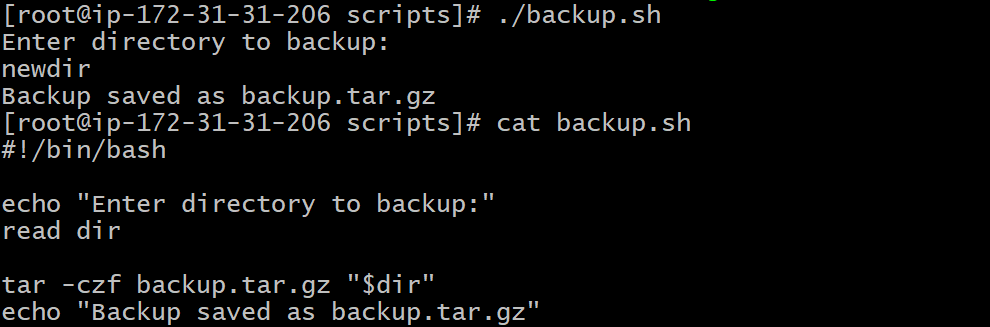 [root@ip-172-31-31-206 scripts]# ./backup.sh
Enter directory to backup:
newdir
Backup saved as backup.tar.gz
[root@ip-172-31-31-206 scripts]# cat backup.sh
#!/bin/bash

echo "Enter directory to backup:"
read dir

tar -czf backup.tar.gz "$dir"
echo "Backup saved as backup.tar.gz"